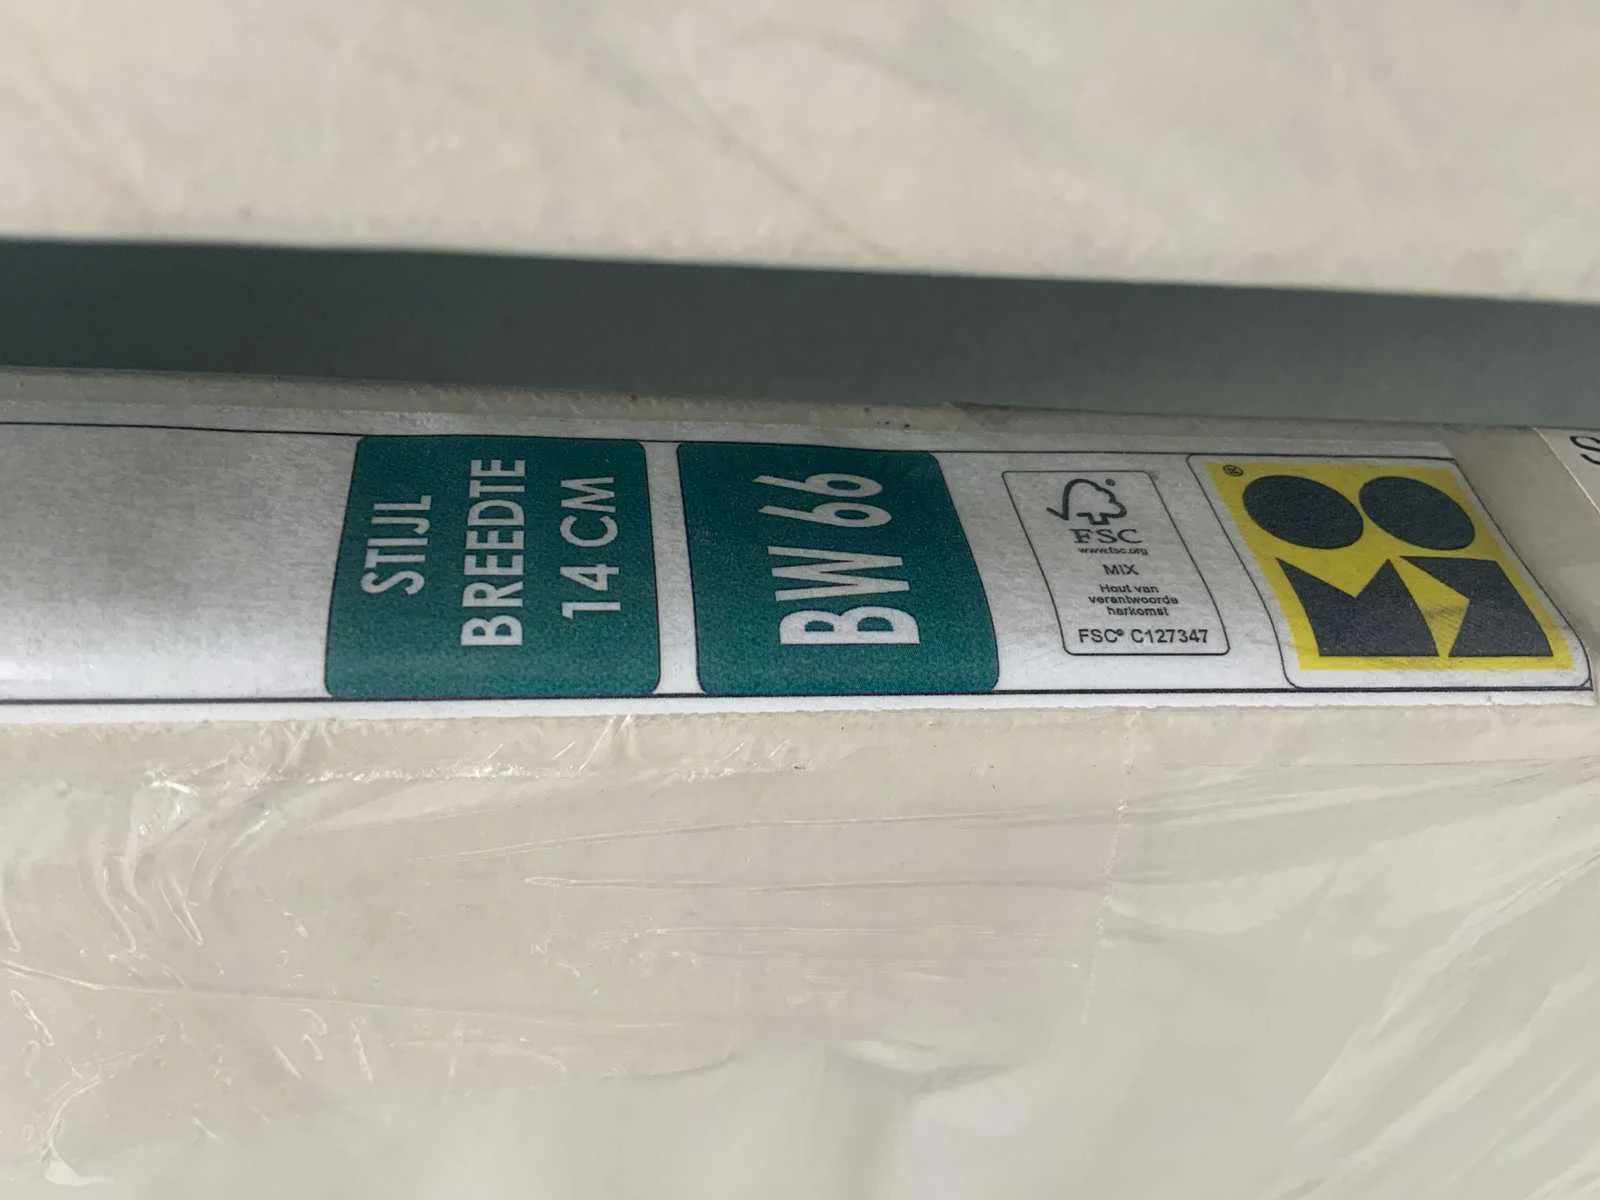 STIJL
BREEDTE
14 CM
BW 66
®
FSC
www.fsc.org
MIX
Hout van
verantwoorde
herkomst
FSC® C127347
S